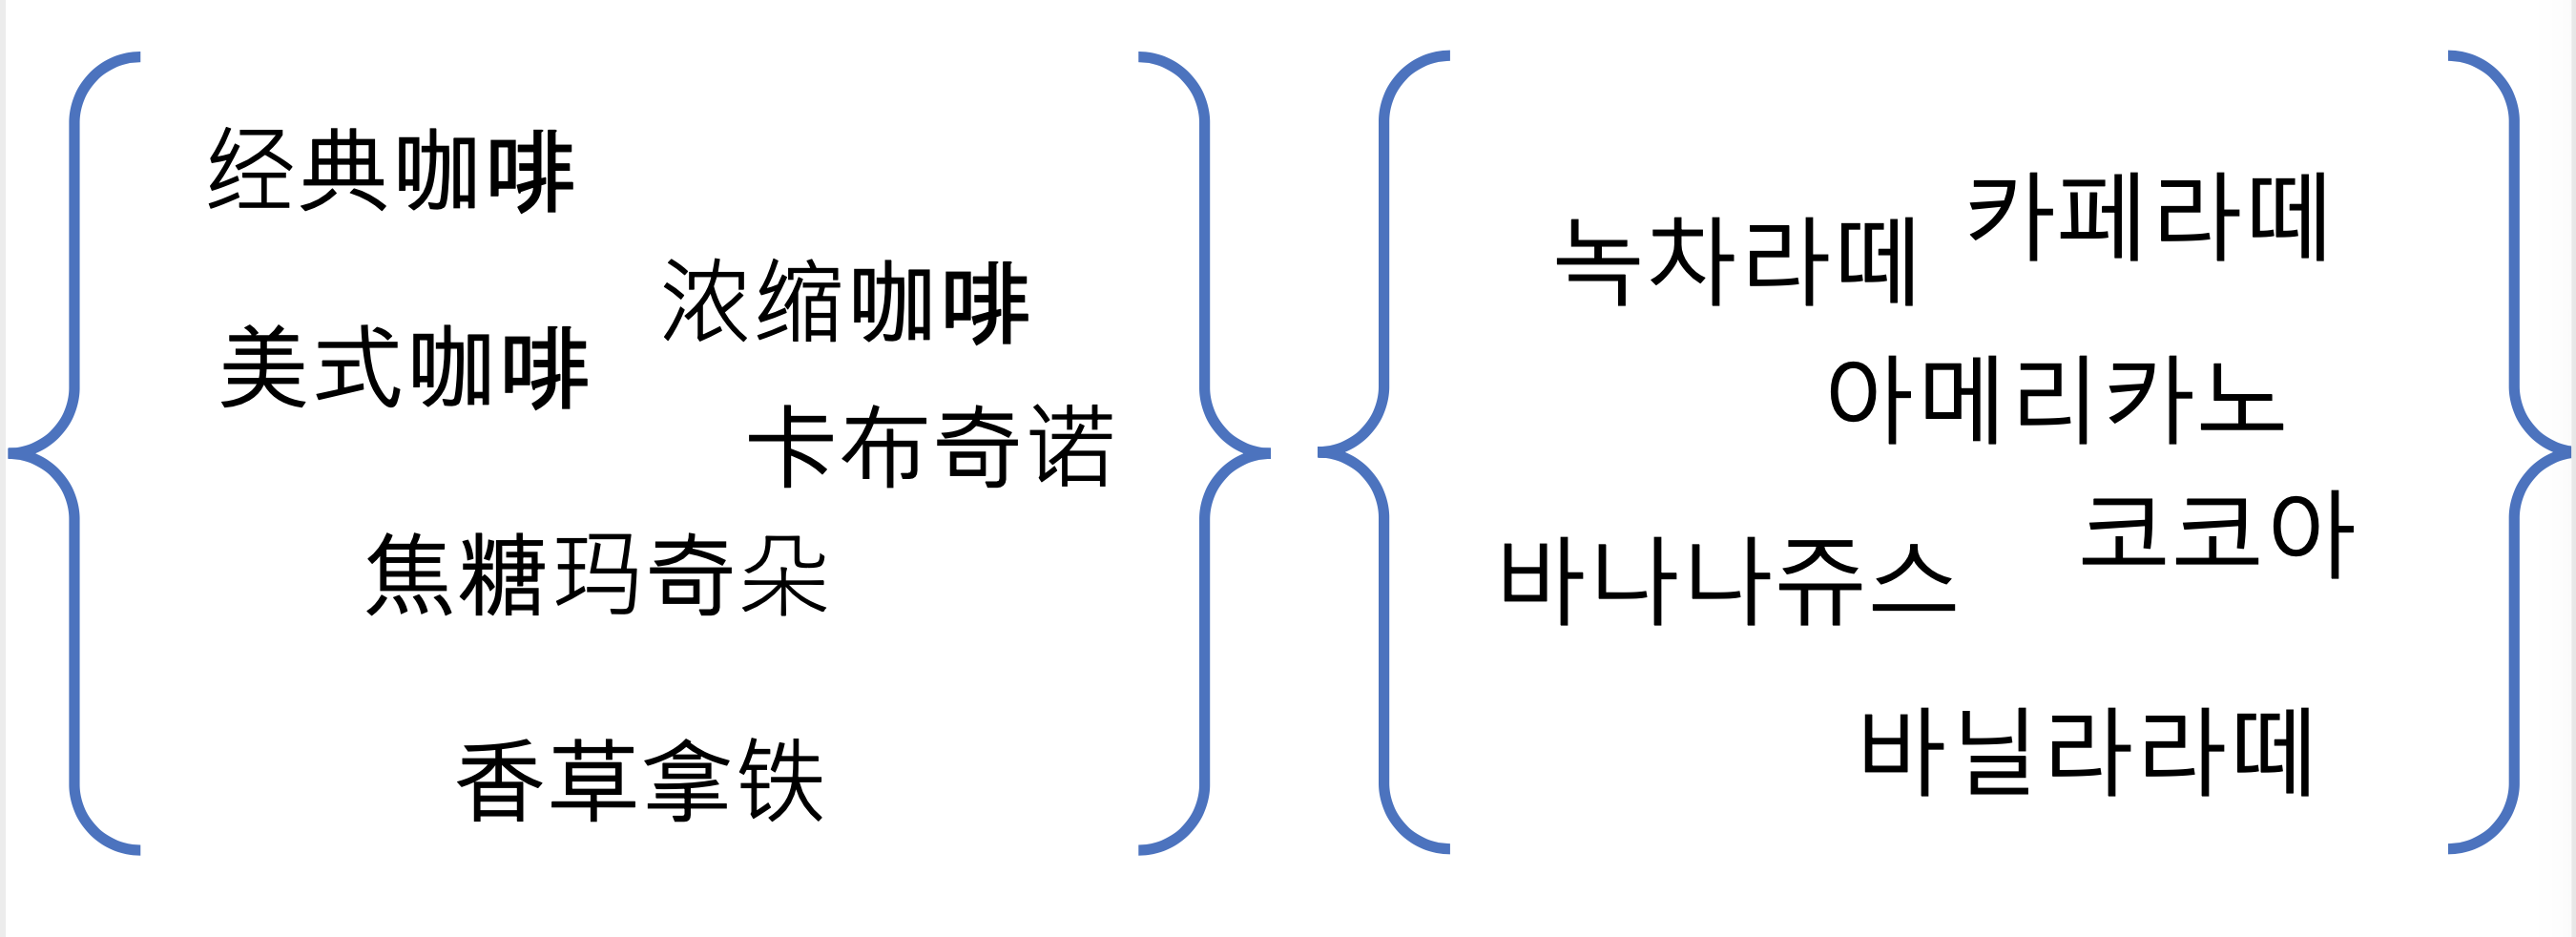 经典咖啡
浓缩咖啡
美式咖啡
卡布奇诺
焦糖玛奇朵
香草拿铁
카페라떼
녹차라떼
아메리카노
코코아
바나나쥬스
바닐라라떼